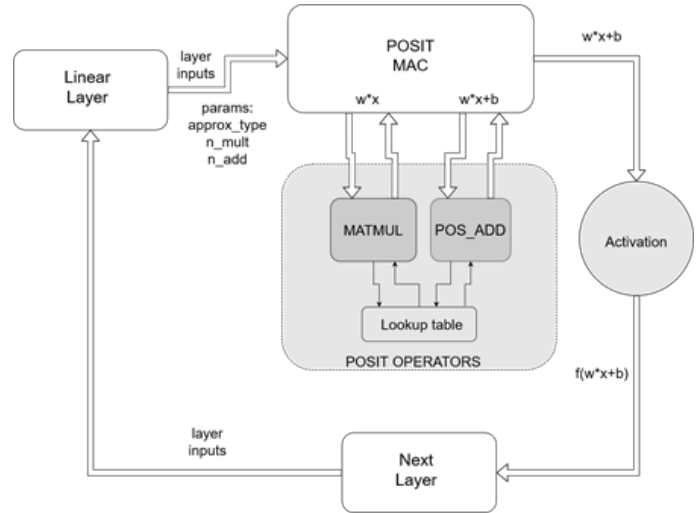 Linear
Layer
layer
inputs
params:
approx_type
n_mult
n_add
POSIT
MAC
w*x
w*x+b
w*x+b
MATMUL
POS_ADD
Lookup table
POSIT OPERATORS
Activation
f(w*x+b)
layer
inputs
Next
Layer